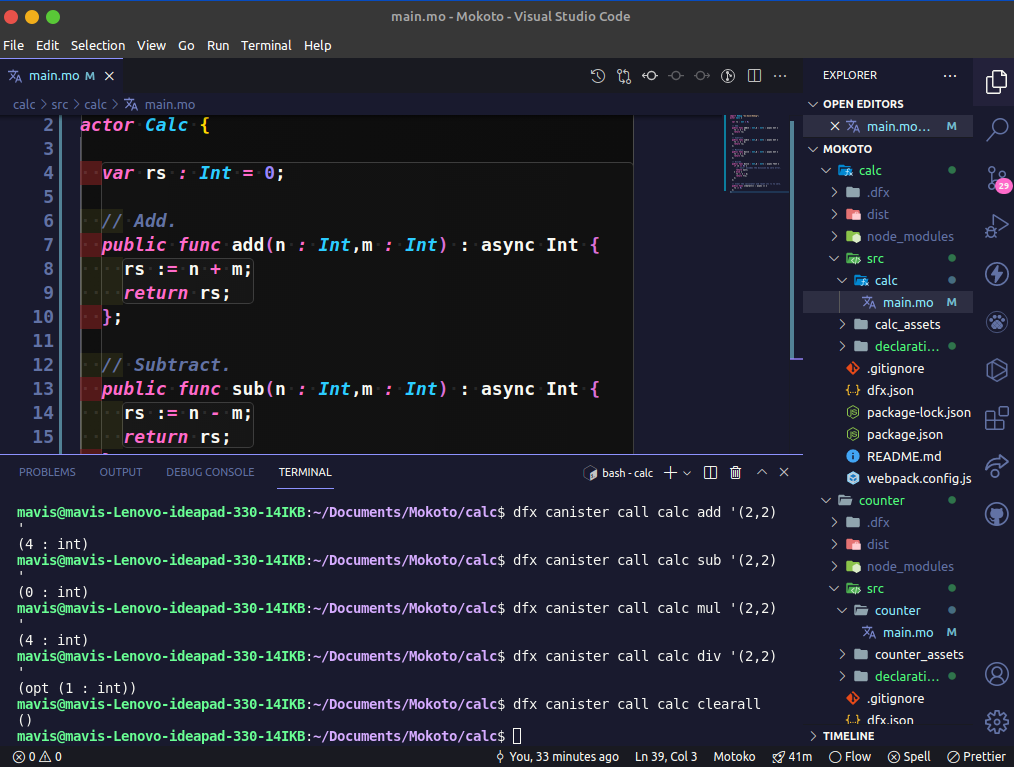 main.mo - Mokoto - Visual Studio Code
File Edit Selection View Go Run Terminal Help
main.mo M
calc > src > calc > main.mo
2 actor Calc {
3
4 var rs : Int = 0;
5
6 // Add.
7 public func add(n : Int,m : Int) : async Int {
8 rs := n + m;
9 return rs;
10 };
11
12 // Subtract.
13 public func sub(n : Int,m : Int) : async Int {
14 rs := n - m;
15 return rs;
PROBLEMS OUTPUT DEBUG CONSOLE TERMINAL
bash - calc
mavis@mavis-Lenovo-ideapad-330-14IKB:~/Documents/Mokoto/calc$ dfx canister call calc add '(2,2)
'
(4 : int)
mavis@mavis-Lenovo-ideapad-330-14IKB:~/Documents/Mokoto/calc$ dfx canister call calc sub '(2,2)
'
(0 : int)
mavis@mavis-Lenovo-ideapad-330-14IKB:~/Documents/Mokoto/calc$ dfx canister call calc mul '(2,2)
'
(4 : int)
mavis@mavis-Lenovo-ideapad-330-14IKB:~/Documents/Mokoto/calc$ dfx canister call calc div '(2,2)
'
(opt (1 : int))
mavis@mavis-Lenovo-ideapad-330-14IKB:~/Documents/Mokoto/calc$ dfx canister call calc clearall
()
mavis@mavis-Lenovo-ideapad-330-14IKB:~/Documents/Mokoto/calc$
EXPLORER
OPEN EDITORS
main.mo... M
MOKOTO
calc
.dfx
dist
node_modules
src
calc
main.mo M
calc_assets
declarati...
.gitignore
dfx.json
package-lock.json
package.json
README.md
webpack.config.js
counter
.dfx
dist
node_modules
src
counter
main.mo M
counter_assets
declarati...
.gitignore
dfx.json
TIMELINE
29
0 0 You, 33 minutes ago Ln 39, Col 3 Motoko 41m Flow Spell Prettier